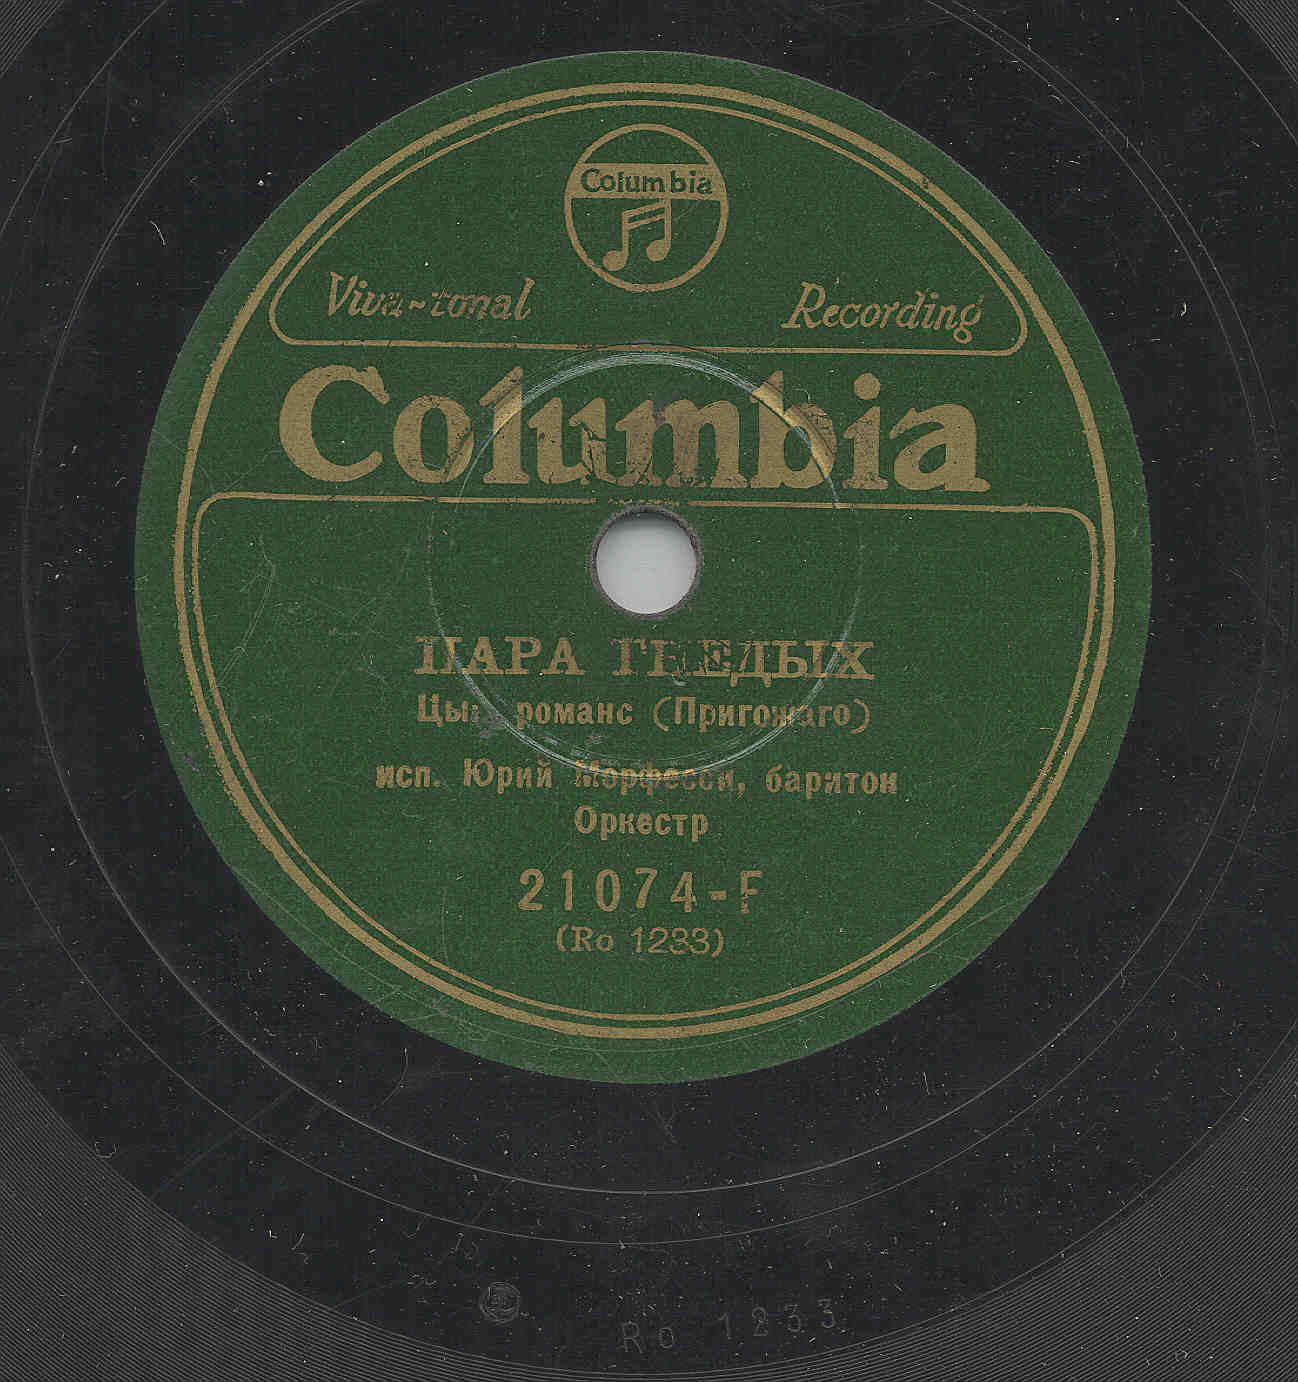 Columbia
Viva-tonal Recording
Columbia
ПАРА ГНЕДЫХ
Цыг. романс (Пригожаго)
исп. Юрий Морфесси, баритон
Оркестр
21074-F
(Ro 1233)
Ro 1233